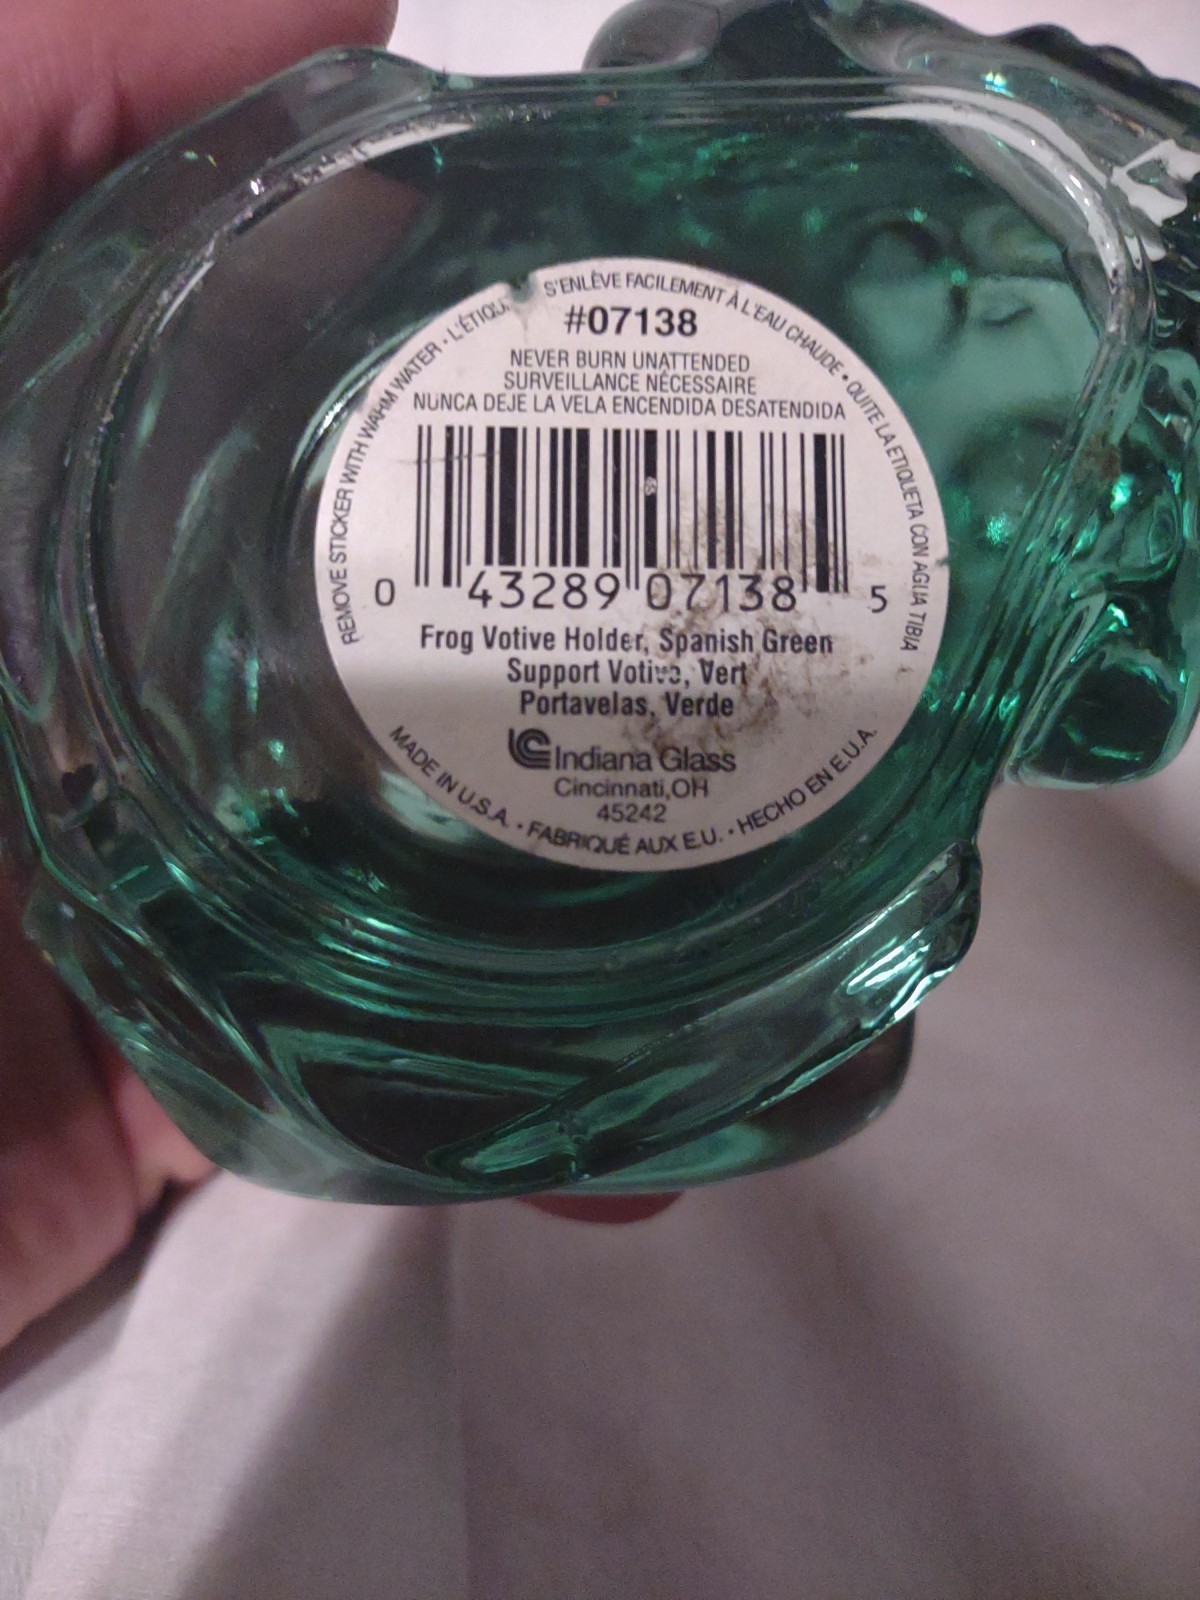 REMOVE STICKER WITH WARM WATER • L'ÉTIQU S'ENLÈVE FACILEMENT À L'EAU CHAUDE • QUITE LA ETIQUETA CON AGUA TIBIA
#07138
NEVER BURN UNATTENDED
SURVEILLANCE NÉCESSAIRE
NUNCA DEJE LA VELA ENCENDIDA DESATENDIDA
0 43289 07138 5
Frog Votive Holder, Spanish Green
Support Votive, Vert
Portavelas, Verde
Indiana Glass
Cincinnati, OH
45242
MADE IN U.S.A. • FABRIQUÉ AUX E.U. • HECHO EN E.U.A.